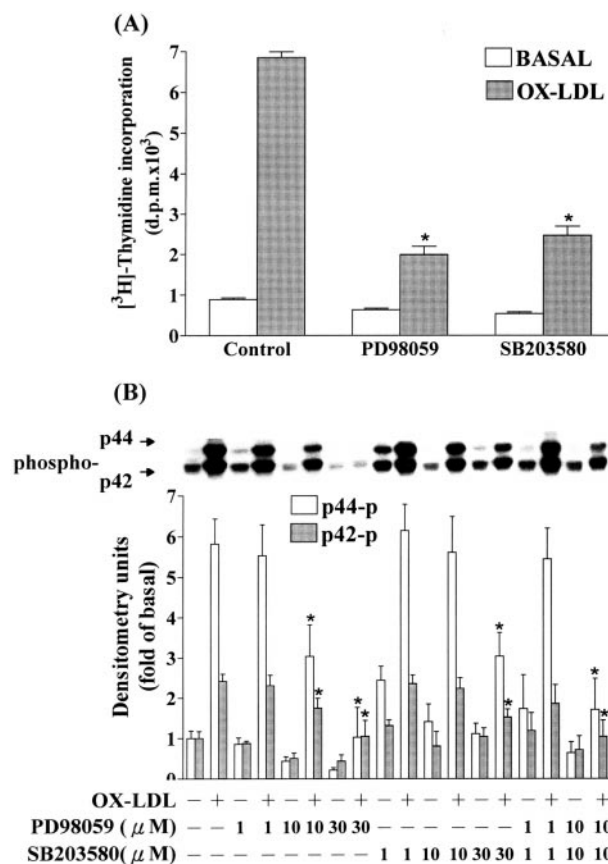 (A)
7
6
5
4
3
2
1
0
[³H]-Thymidine incorporation
(d.p.m.x10³)
BASAL
OX-LDL
*
*
Control PD98059 SB203580
(B)
p44
phospho-
p42
7
6
5
4
3
2
1
0
Densitometry units
(fold of basal)
p44-p
p42-p
* * * * * * * *
OX-LDL − + − + − + − + − + − + − + − + − +
PD98059 (μM) − − 1 1 10 10 30 30 − − − − − − 1 1 10 10
SB203580(μM) − − − − − − − − 1 1 10 10 30 30 1 1 10 10